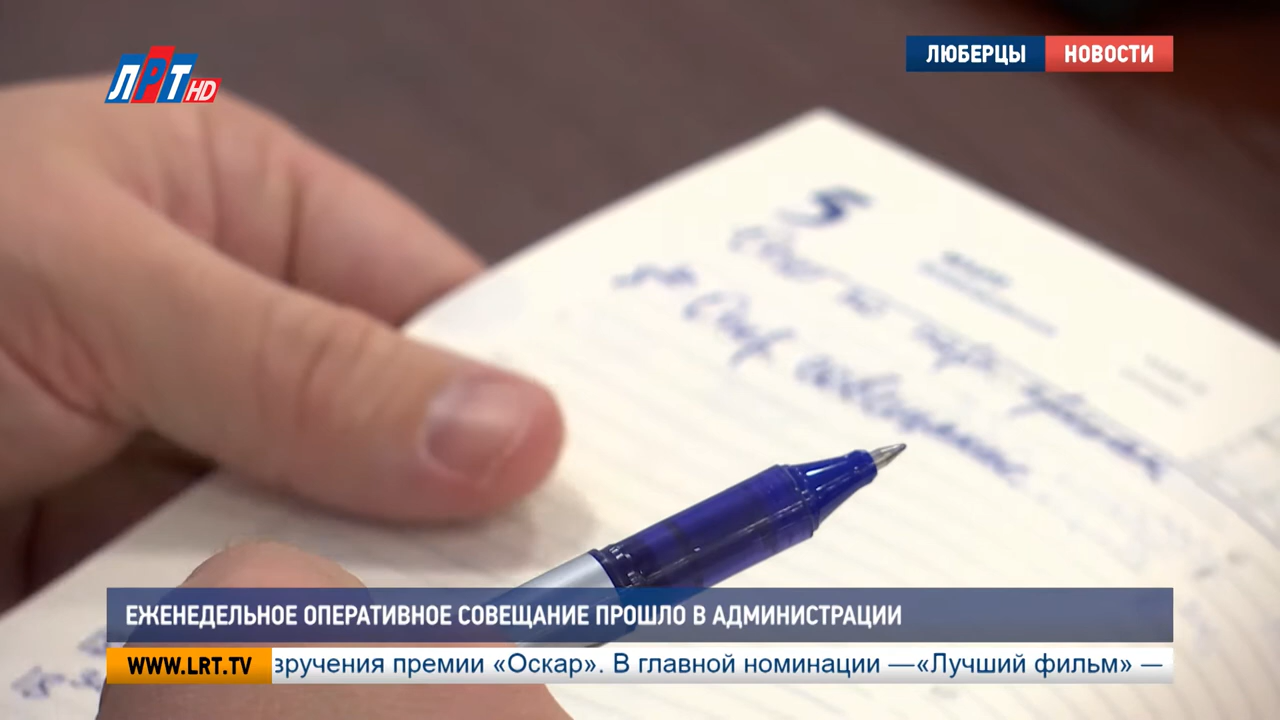 ЛРТ HD
ЛЮБЕРЦЫ НОВОСТИ
5
ЕЖЕНЕДЕЛЬНОЕ ОПЕРАТИВНОЕ СОВЕЩАНИЕ ПРОШЛО В АДМИНИСТРАЦИИ
WWW.LRT.TV зручения премии «Оскар». В главной номинации —«Лучший фильм» —